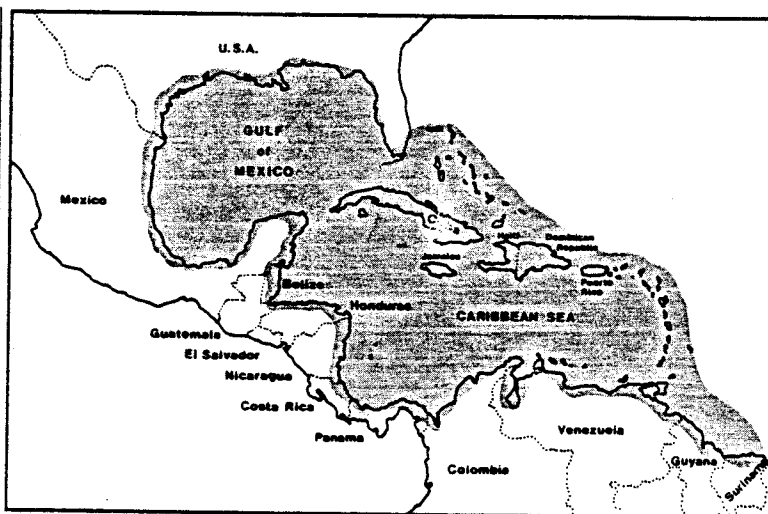 U.S.A.
GULF
of
MEXICO
Mexico
C
Haiti
Dominican
Republic
Jamaica
Puerto
Rico
Belize
Honduras
CARIBBEAN SEA
Guatemala
El Salvador
Nicaragua
Costa Rica
Panama
Venezuela
Colombia
Guyana
Suriname